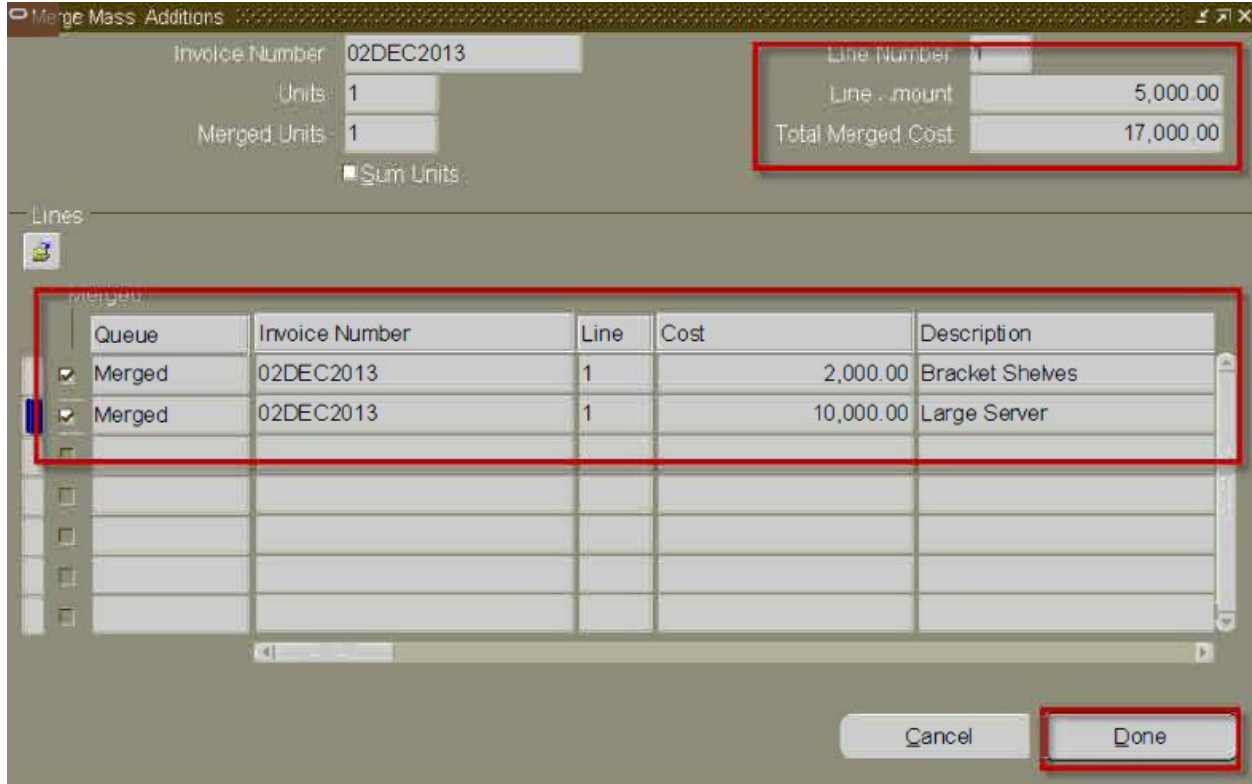 Merge Mass Additions
Invoice Number 02DEC2013
Line Number 1
Units 1
Line Amount 5,000.00
Merged Units 1
Total Merged Cost 17,000.00
Sum Units
Lines
Merged
Queue Invoice Number Line Cost Description
Merged 02DEC2013 1 2,000.00 Bracket Shelves
Merged 02DEC2013 1 10,000.00 Large Server
Cancel Done